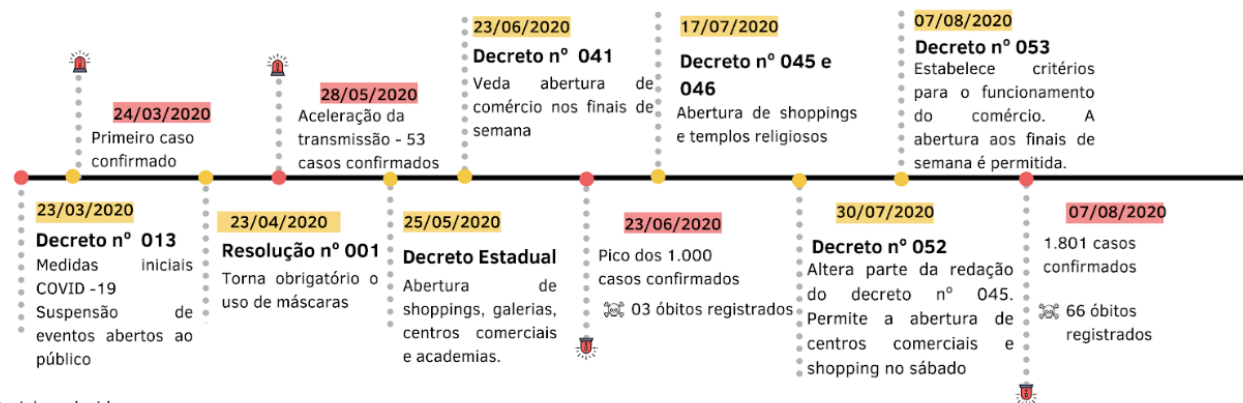 24/03/2020
Primeiro caso
confirmado
28/05/2020
Aceleração da
transmissão - 53
casos confirmados
23/06/2020
Decreto nº 041
Veda abertura de
comércio nos finais de
semana
17/07/2020
Decreto nº 045 e
046
Abertura de shoppings
e templos religiosos
07/08/2020
Decreto nº 053
Estabelece critérios
para o funcionamento
do comércio. A
abertura aos finais de
semana é permitida.
23/03/2020
Decreto nº 013
Medidas iniciais
COVID -19
Suspensão de
eventos abertos ao
público
23/04/2020
Resolução nº 001
Torna obrigatório o
uso de máscaras
25/05/2020
Decreto Estadual
Abertura de
shoppings, galerias,
centros comerciais
e academias.
23/06/2020
Pico dos 1.000
casos confirmados
03 óbitos registrados
30/07/2020
Decreto nº 052
Altera parte da redação
do decreto nº 045.
Permite a abertura de
centros comerciais e
shopping no sábado
07/08/2020
1.801 casos
confirmados
66 óbitos
registrados